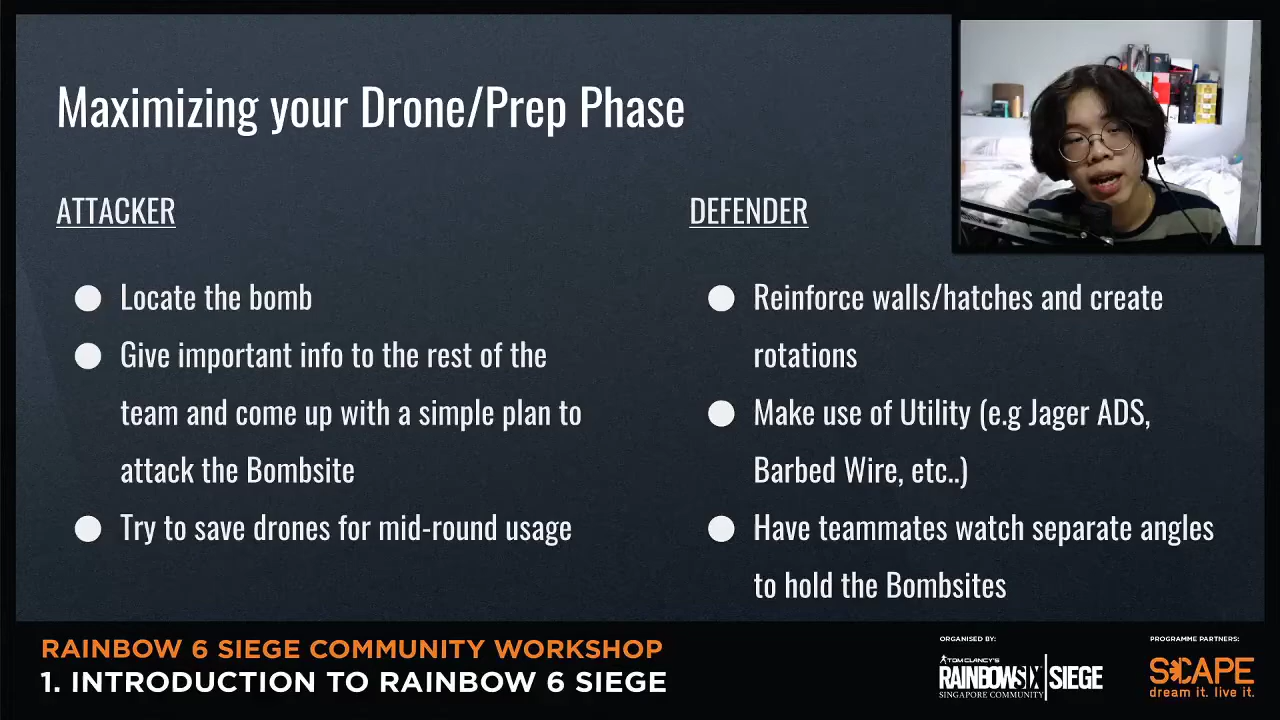 Maximizing your Drone/Prep Phase
ATTACKER
Locate the bomb
Give important info to the rest of the
team and come up with a simple plan to
attack the Bombsite
Try to save drones for mid-round usage
DEFENDER
Reinforce walls/hatches and create
rotations
Make use of Utility (e.g Jager ADS,
Barbed Wire, etc..)
Have teammates watch separate angles
to hold the Bombsites
RAINBOW 6 SIEGE COMMUNITY WORKSHOP
1. INTRODUCTION TO RAINBOW 6 SIEGE
ORGANISED BY:
TOM CLANCY'S
RAINBOWSIX SIEGE
SINGAPORE COMMUNITY
PROGRAMME PARTNERS:
SCAPE
dream it. live it.